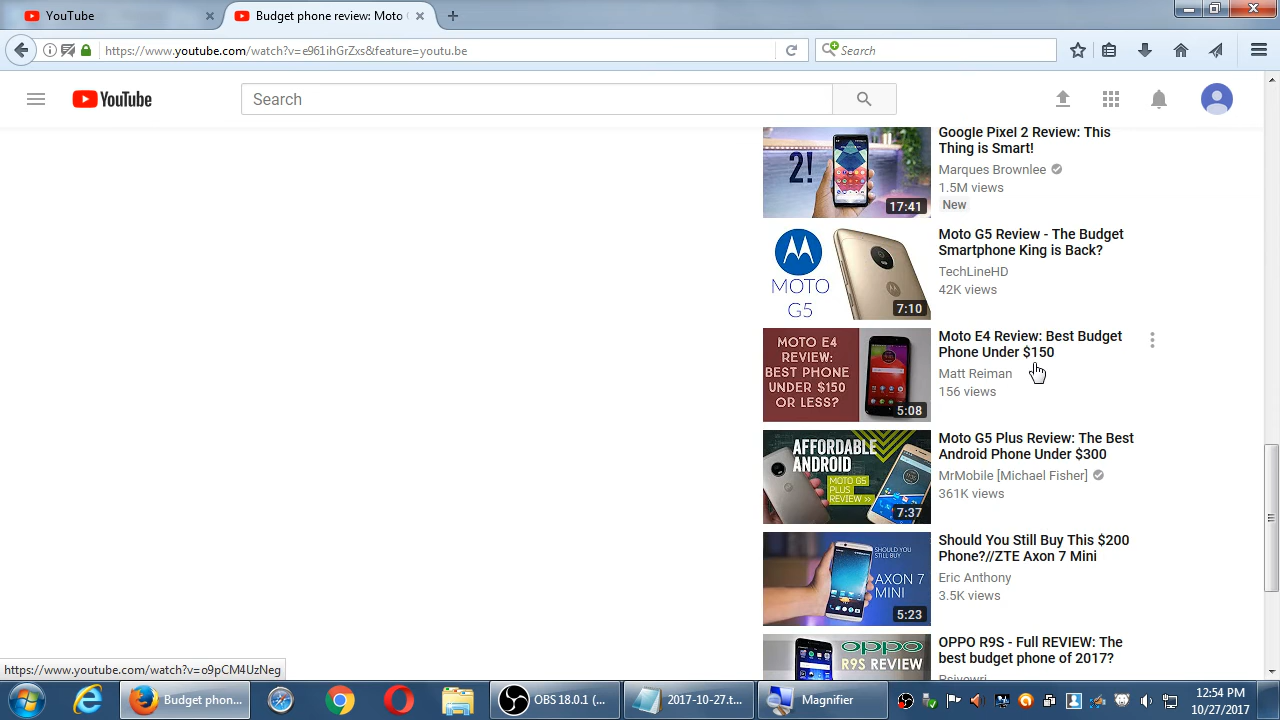 YouTube
Budget phone review: Moto
https://www.youtube.com/watch?v=e961ihGrZxs&feature=youtu.be
Search
YouTube
Search
2!
17:41
Google Pixel 2 Review: This
Thing is Smart!
Marques Brownlee
1.5M views
New
MOTO
G5
7:10
Moto G5 Review - The Budget
Smartphone King is Back?
TechLineHD
42K views
MOTO E4
REVIEW:
BEST PHONE
UNDER $150
OR LESS?
5:08
Moto E4 Review: Best Budget
Phone Under $150
Matt Reiman
156 views
AFFORDABLE
ANDROID
MOTO G5
PLUS
REVIEW >>
7:37
Moto G5 Plus Review: The Best
Android Phone Under $300
MrMobile [Michael Fisher]
361K views
SHOULD YOU
STILL BUY
AXON 7
MINI
5:23
Should You Still Buy This $200
Phone?//ZTE Axon 7 Mini
Eric Anthony
3.5K views
oppo
R9S REVIEW
OPPO R9S - Full REVIEW: The
best budget phone of 2017?
https://www.youtube.com/watch?v=o9pCM4UzNeg
Budget phon...
OBS 18.0.1 (...
2017-10-27.t...
Magnifier
12:54 PM
10/27/2017